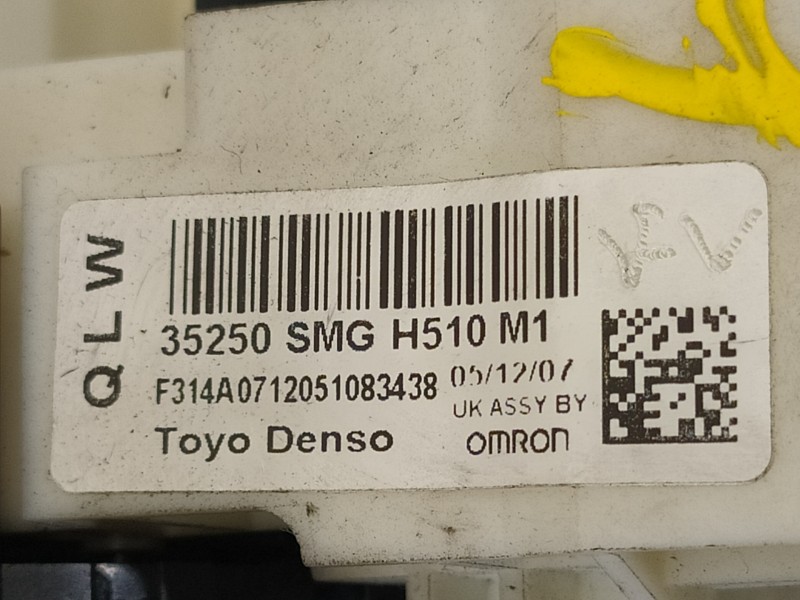 QLW
35250 SMG H510 M1
F314A0712051083438
05/12/07
UK ASSY BY
Toyo Denso
OMRON